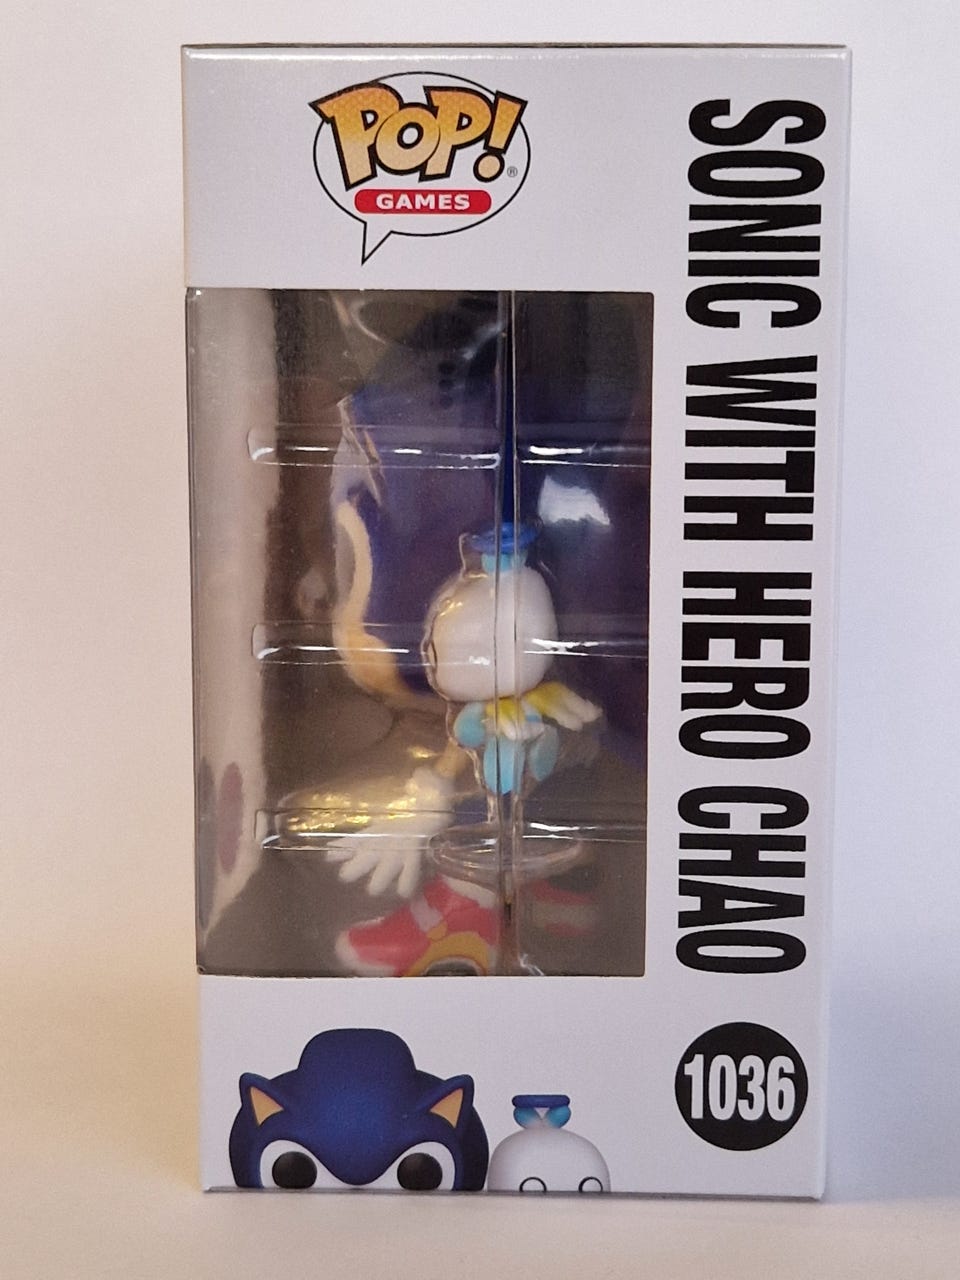 POP!
®
GAMES
SONIC WITH HERO CHAO
1036